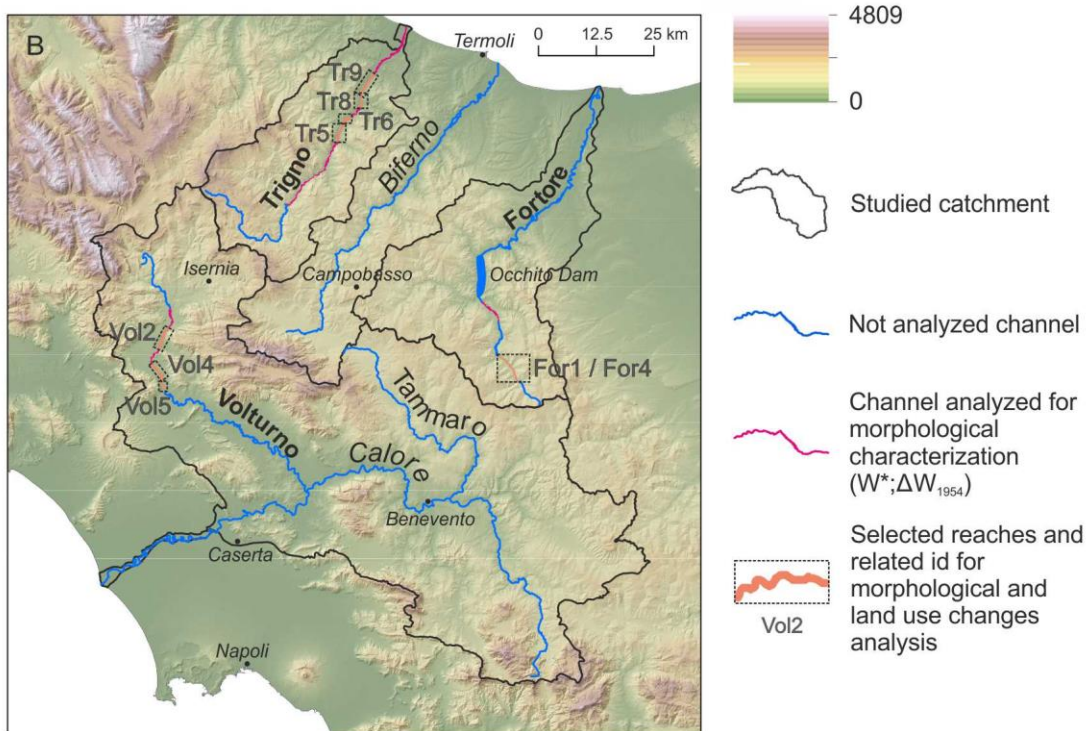 B
Termoli
0 12.5 25 km
Tr9
Tr8
Tr6
Tr5
Trigno
Biferno
Fortore
Isernia
Campobasso
Occhito Dam
Vol2
Vol4
Vol5
For1 / For4
Volturno
Tammaro
Calore
Benevento
Caserta
Napoli
4809
0
Studied catchment
Not analyzed channel
Channel analyzed for
morphological
characterization
(W*;ΔW₁₉₅₄)
Selected reaches and
related id for
morphological and
land use changes
analysis
Vol2